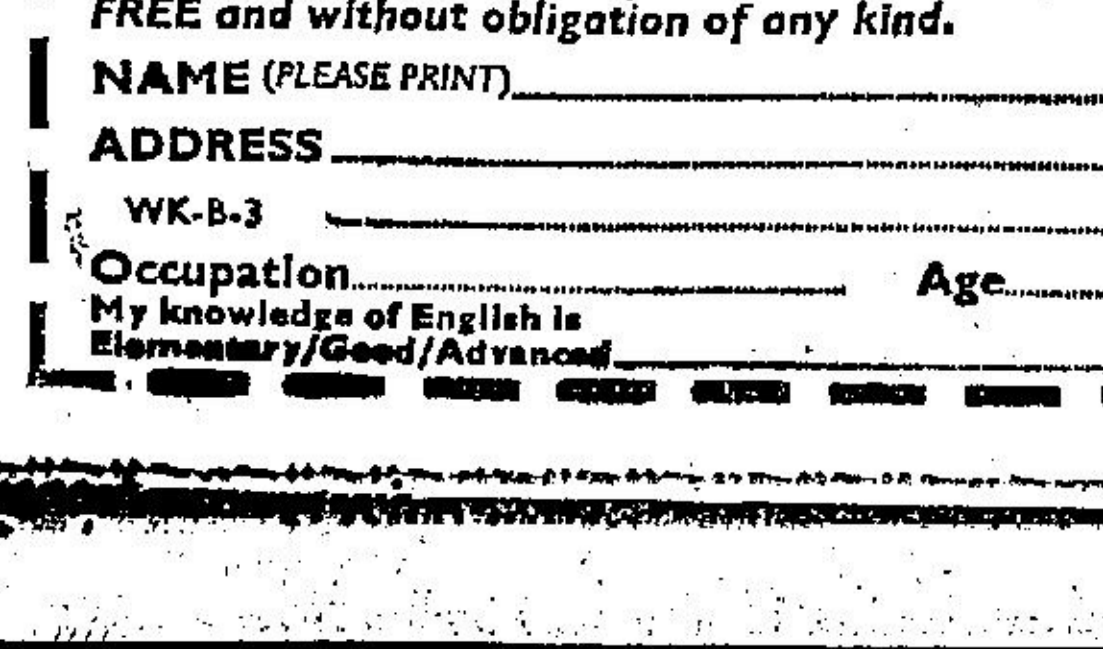 FREE and without obligation of any kind.
NAME (PLEASE PRINT)
ADDRESS
WK-B-3
Occupation Age
My knowledge of English is
Elementary/Good/Advanced